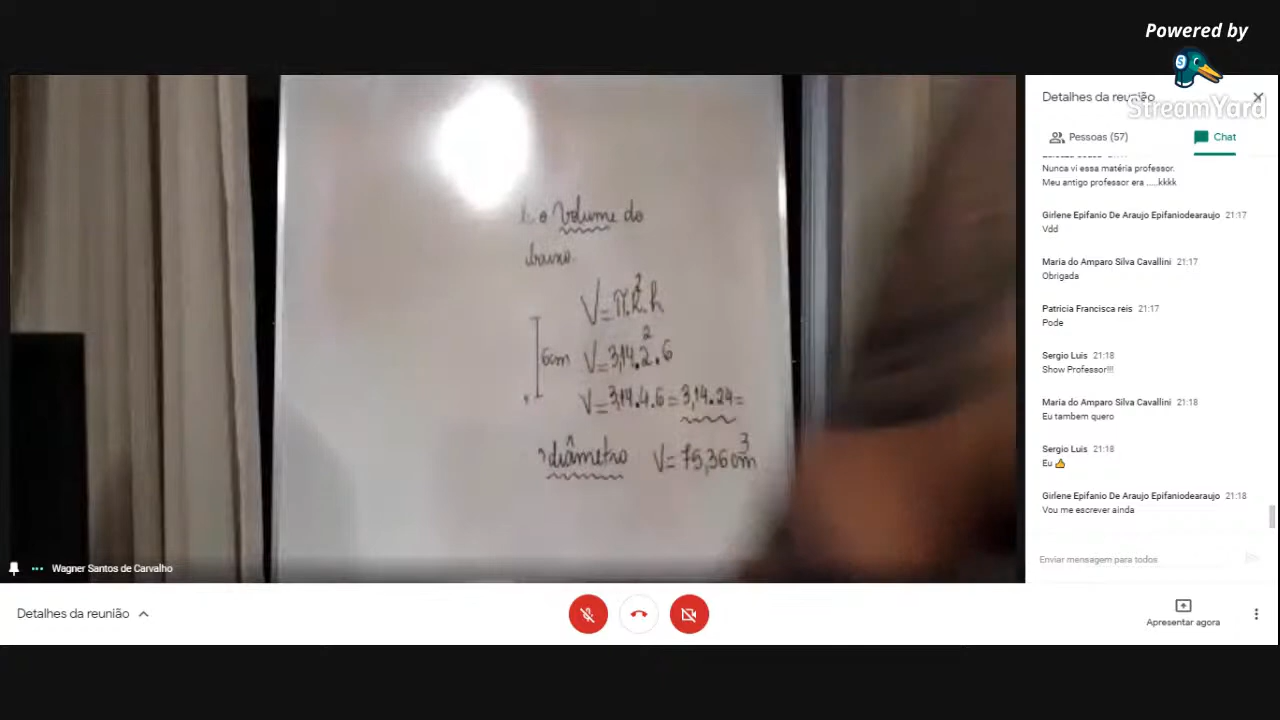 Powered by
StreamYard
Detalhes da reunião
Pessoas (57)
Chat
Nunca vi essa matéria professor.
Meu antigo professor era .....kkkk
Girlene Epifanio De Araujo Epifaniodearaujo 21:17
Vdd
Maria do Amparo Silva Cavallini 21:17
Obrigada
Patricia Francisca reis 21:17
Pode
Sergio Luis 21:18
Show Professor!!!
Maria do Amparo Silva Cavallini 21:18
Eu tambem quero
Sergio Luis 21:18
Eu 👍
Girlene Epifanio De Araujo Epifaniodearaujo 21:18
Vou me escrever ainda
Enviar mensagem para todos
o Volume do
baixo.
V=π.R².h
6cm V=3,14.2².6
V=3,14.4.6=3,14.24=
diâmetro V=75,36cm³
Wagner Santos de Carvalho
Detalhes da reunião
Apresentar agora